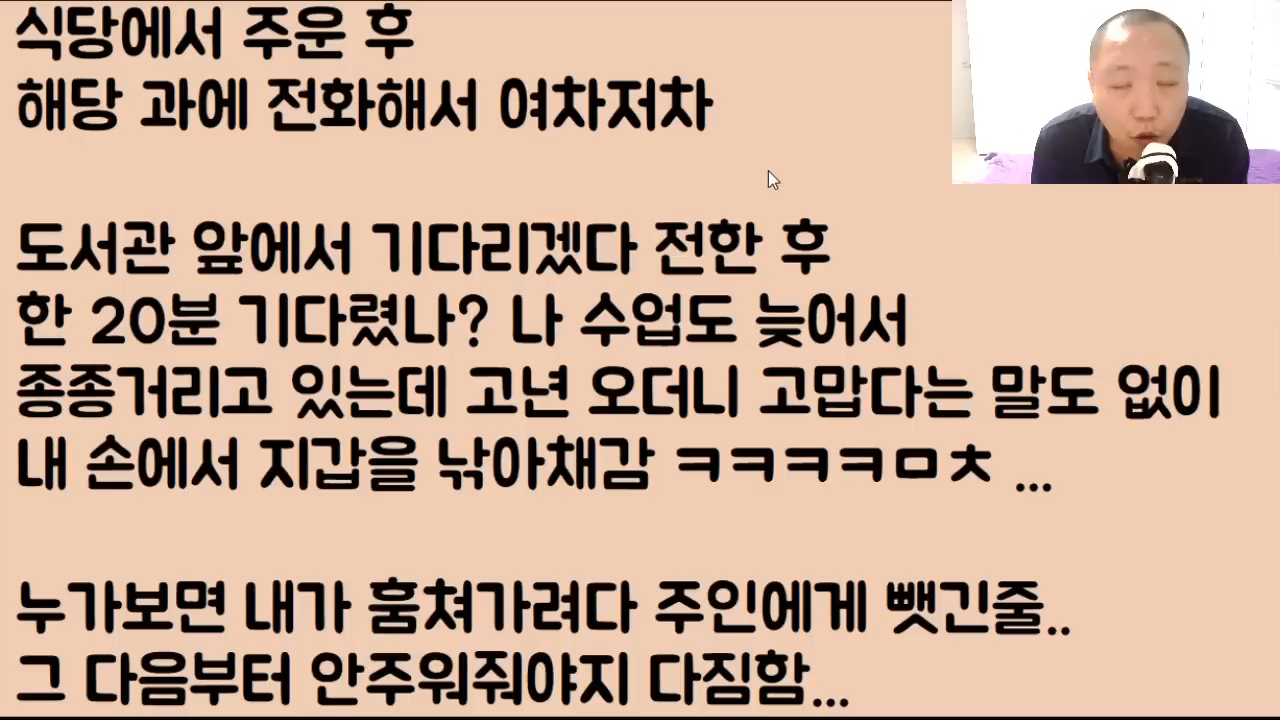 식당에서 주운 후
해당 과에 전화해서 여차저차
도서관 앞에서 기다리겠다 전한 후
한 20분 기다렸나? 나 수업도 늦어서
종종거리고 있는데 고년 오더니 고맙다는 말도 없이
내 손에서 지갑을 낚아채감 ㅋㅋㅋㅋㅁㅊ ...
누가보면 내가 훔쳐가려다 주인에게 뺏긴줄..
그 다음부터 안주워줘야지 다짐함...